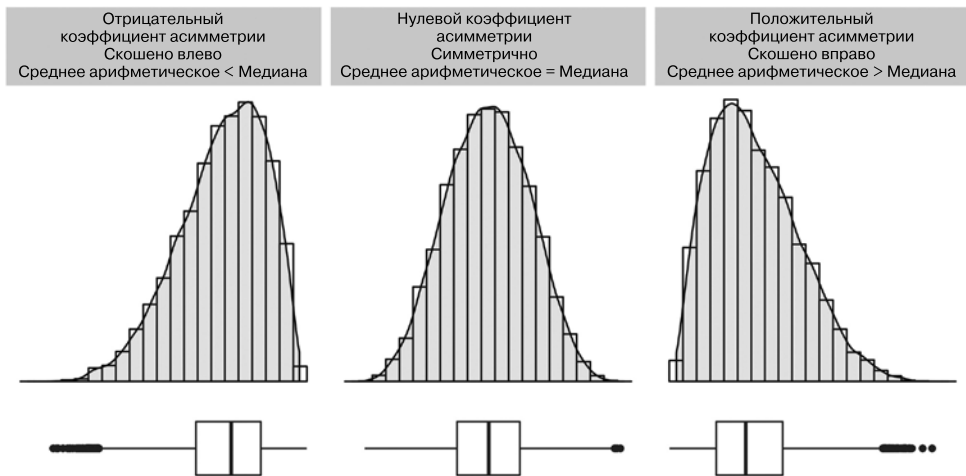 Отрицательный
коэффициент асимметрии
Скошено влево
Среднее арифметическое < Медиана
Нулевой коэффициент
асимметрии
Симметрично
Среднее арифметическое = Медиана
Положительный
коэффициент асимметрии
Скошено вправо
Среднее арифметическое > Медиана